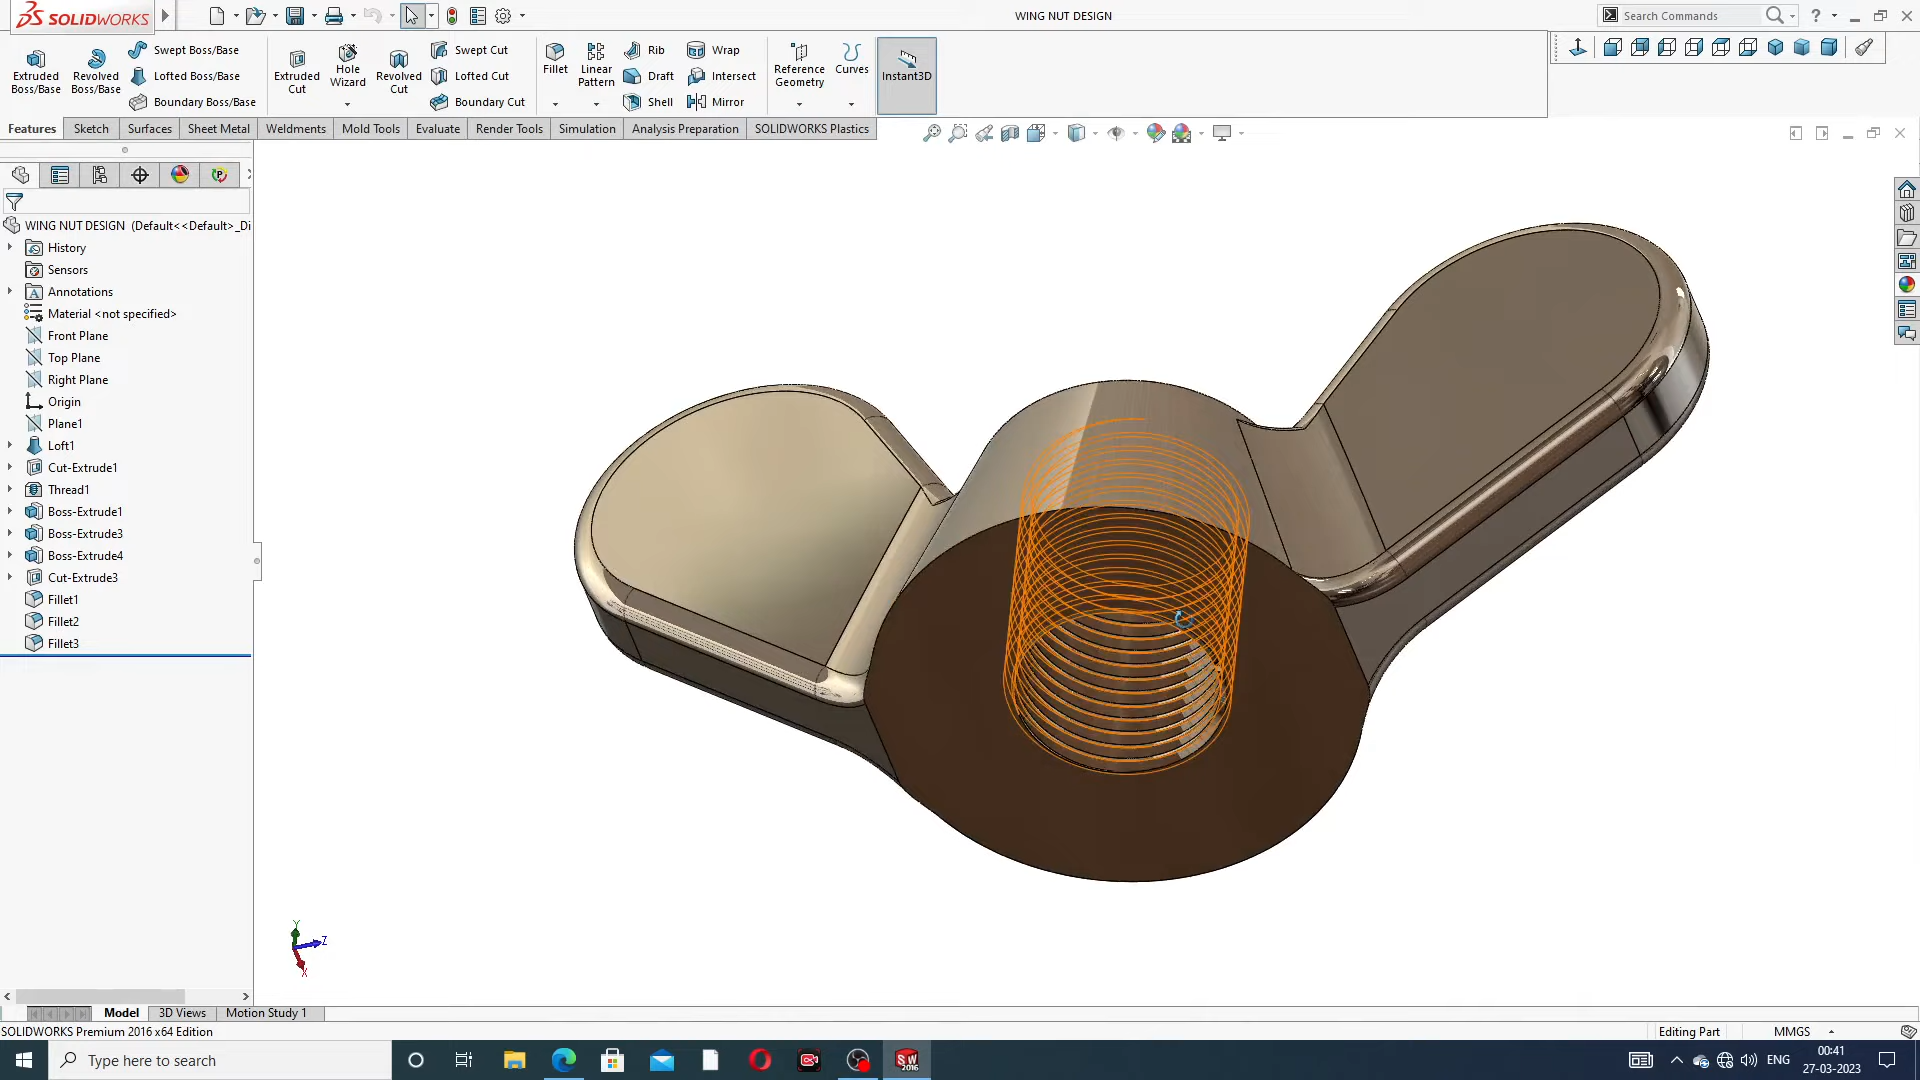 SOLIDWORKS
WING NUT DESIGN
Search Commands
Extruded Boss/Base
Revolved Boss/Base
Swept Boss/Base
Lofted Boss/Base
Boundary Boss/Base
Extruded Cut
Hole Wizard
Revolved Cut
Swept Cut
Lofted Cut
Boundary Cut
Fillet
Linear Pattern
Rib
Draft
Shell
Wrap
Intersect
Mirror
Reference Geometry
Curves
Instant3D
Features
Sketch
Surfaces
Sheet Metal
Weldments
Mold Tools
Evaluate
Render Tools
Simulation
Analysis Preparation
SOLIDWORKS Plastics
WING NUT DESIGN (Default<<Default>_Di
History
Sensors
Annotations
Material <not specified>
Front Plane
Top Plane
Right Plane
Origin
Plane1
Loft1
Cut-Extrude1
Thread1
Boss-Extrude1
Boss-Extrude3
Boss-Extrude4
Cut-Extrude3
Fillet1
Fillet2
Fillet3
Y
Z
X
Model
3D Views
Motion Study 1
SOLIDWORKS Premium 2016 x64 Edition
Editing Part
MMGS
Type here to search
SW
2016
ENG
00:41
27-03-2023